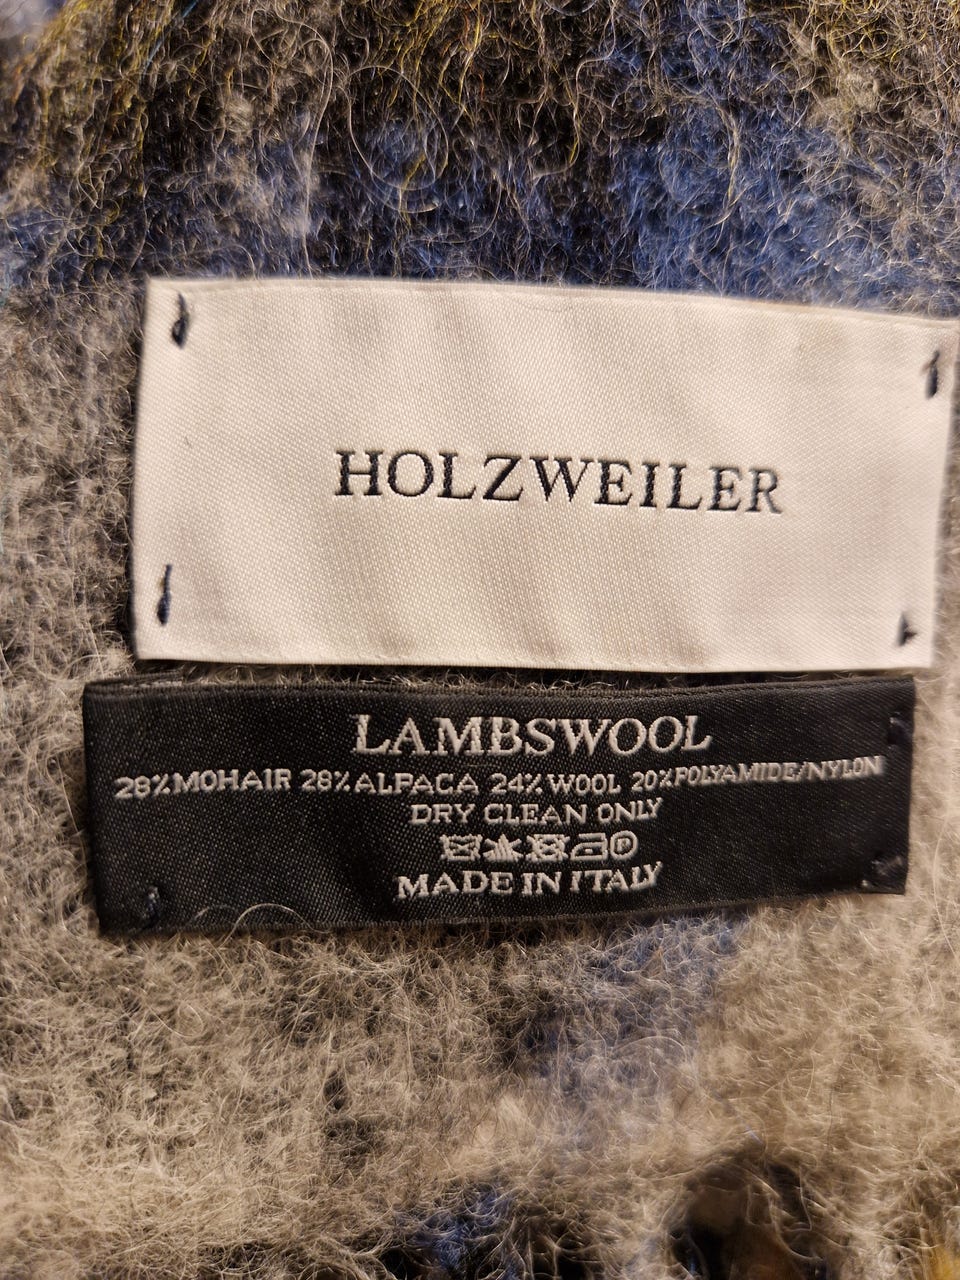 HOLZWEILER
LAMBSWOOL
28%MOHAIR 28%ALPACA 24%WOOL 20%POLYAMIDE/NYLON
DRY CLEAN ONLY
MADE IN ITALY